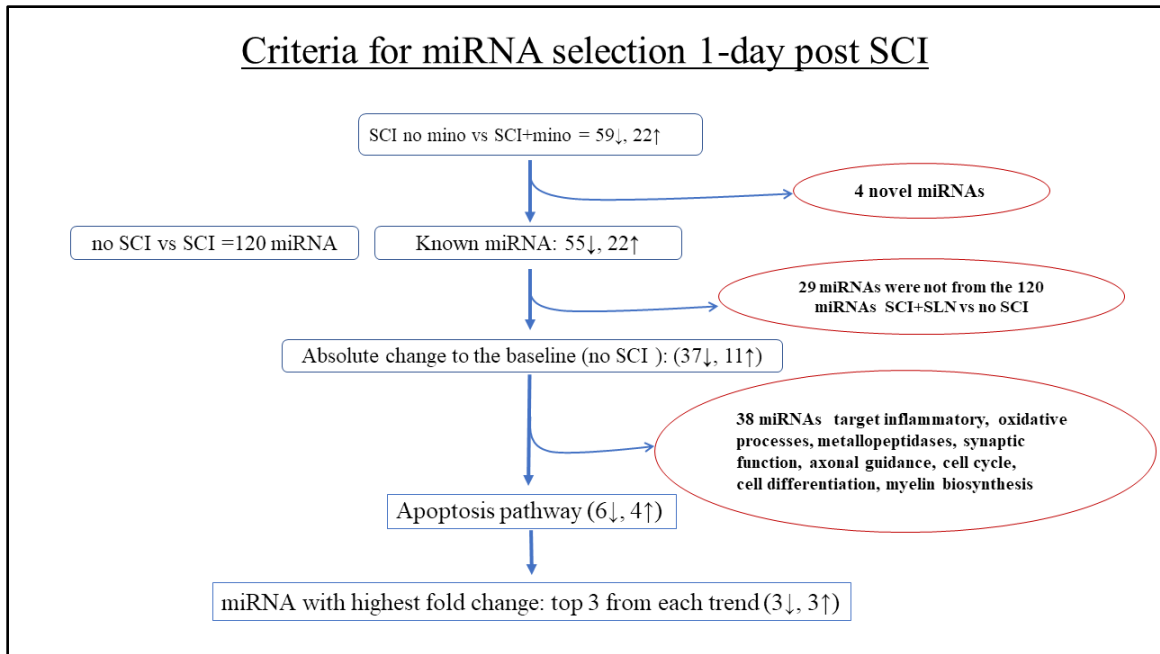 Criteria for miRNA selection 1-day post SCI
SCI no mino vs SCI+mino = 59↓, 22↑
4 novel miRNAs
no SCI vs SCI =120 miRNA
Known miRNA: 55↓, 22↑
29 miRNAs were not from the 120
miRNAs SCI+SLN vs no SCI
Absolute change to the baseline (no SCI ): (37↓, 11↑)
38 miRNAs target inflammatory, oxidative
processes, metallopeptidases, synaptic
function, axonal guidance, cell cycle,
cell differentiation, myelin biosynthesis
Apoptosis pathway (6↓, 4↑)
miRNA with highest fold change: top 3 from each trend (3↓, 3↑)